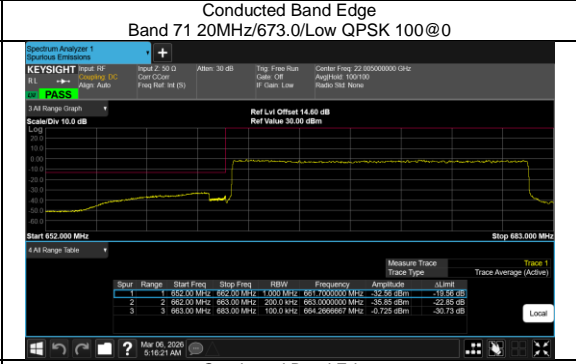 Conducted Band Edge
Band 71 20MHz/673.0/Low QPSK 100@0
Spectrum Analyzer 1
Spurious Emissions
KEYSIGHT Input: RF Input Z: 50 Ω Atten: 30 dB Trig: Free Run Center Freq: 22.005000000 GHz
RL Coupling: DC Corr CCorr Gate: Off Avg|Hold: 100/100
Align: Auto Freq Ref: Int (S) IF Gain: Low Radio Std: None
PASS
3 All Range Graph Ref Lvl Offset 14.60 dB
Scale/Div 10.0 dB Ref Value 30.00 dBm
Log
20.0
10.0
0.00
-10.0
-20.0
-30.0
-40.0
-50.0
-60.0
Start 652.000 MHz Stop 683.000 MHz
4 All Range Table
Measure Trace Trace 1
Trace Type Trace Average (Active)
Spur Range Start Freq Stop Freq RBW Frequency Amplitude ΔLimit
1 1 652.00 MHz 662.00 MHz 1.000 MHz 661.7000000 MHz -32.56 dBm -19.56 dB
2 2 662.00 MHz 663.00 MHz 200.0 kHz 663.0000000 MHz -35.85 dBm -22.85 dB
3 3 663.00 MHz 683.00 MHz 100.0 kHz 664.2666667 MHz -0.725 dBm -30.73 dB
Local
Mar 06, 2026
5:16:21 AM